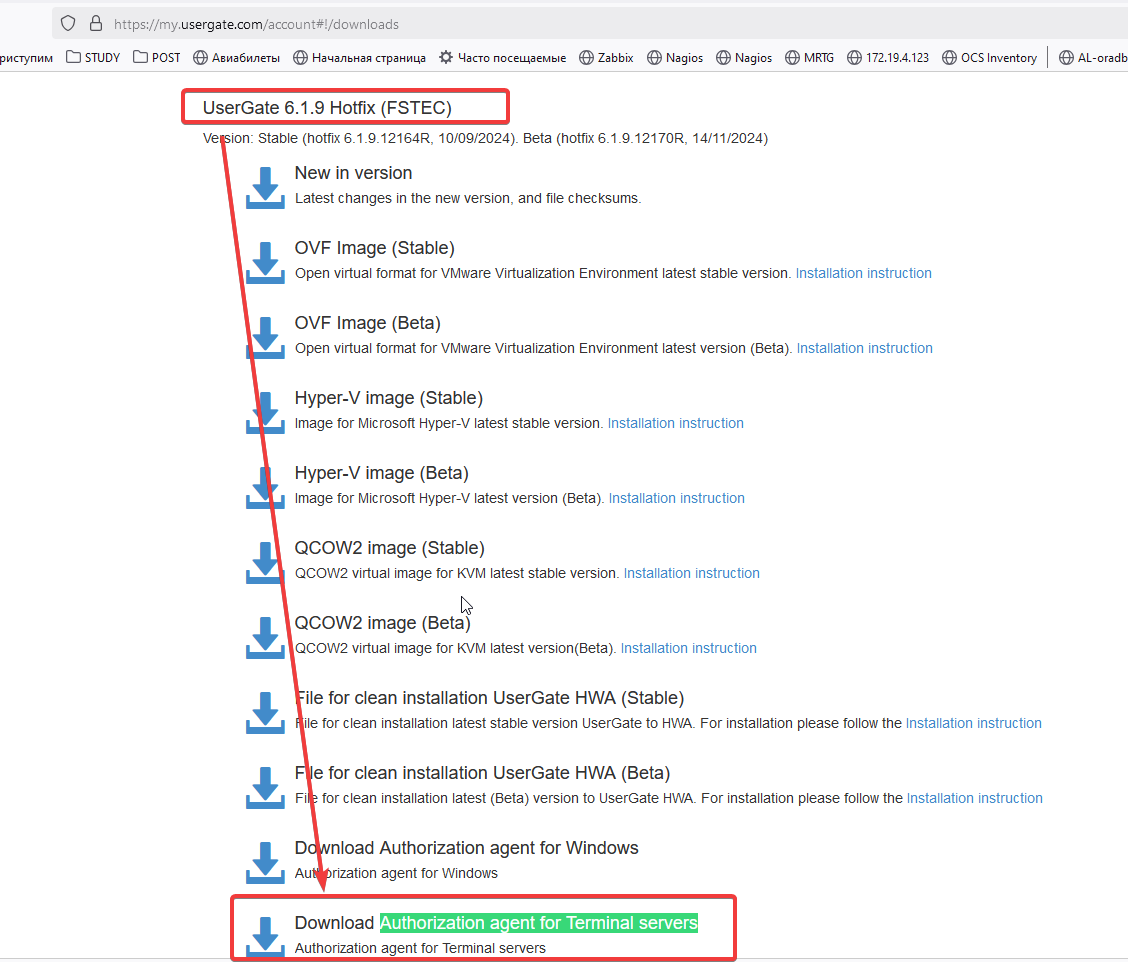 https://my.usergate.com/account#!/downloads
риступим STUDY POST Авиабилеты Начальная страница Часто посещаемые Zabbix Nagios Nagios MRTG 172.19.4.123 OCS Inventory AL-oradb
UserGate 6.1.9 Hotfix (FSTEC)
Version: Stable (hotfix 6.1.9.12164R, 10/09/2024). Beta (hotfix 6.1.9.12170R, 14/11/2024)
New in version
Latest changes in the new version, and file checksums.
OVF Image (Stable)
Open virtual format for VMware Virtualization Environment latest stable version. Installation instruction
OVF Image (Beta)
Open virtual format for VMware Virtualization Environment latest version (Beta). Installation instruction
Hyper-V image (Stable)
Image for Microsoft Hyper-V latest stable version. Installation instruction
Hyper-V image (Beta)
Image for Microsoft Hyper-V latest version (Beta). Installation instruction
QCOW2 image (Stable)
QCOW2 virtual image for KVM latest stable version. Installation instruction
QCOW2 image (Beta)
QCOW2 virtual image for KVM latest version(Beta). Installation instruction
File for clean installation UserGate HWA (Stable)
File for clean installation latest stable version UserGate to HWA. For installation please follow the Installation instruction
File for clean installation UserGate HWA (Beta)
File for clean installation latest (Beta) version to UserGate HWA. For installation please follow the Installation instruction
Download Authorization agent for Windows
Authorization agent for Windows
Download Authorization agent for Terminal servers
Authorization agent for Terminal servers